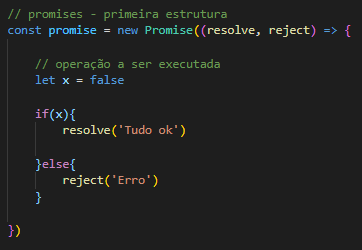 // promises - primeira estrutura
const promise = new Promise((resolve, reject) => {
// operação a ser executada
let x = false
if(x){
resolve('Tudo ok')
}else{
reject('Erro')
}
})